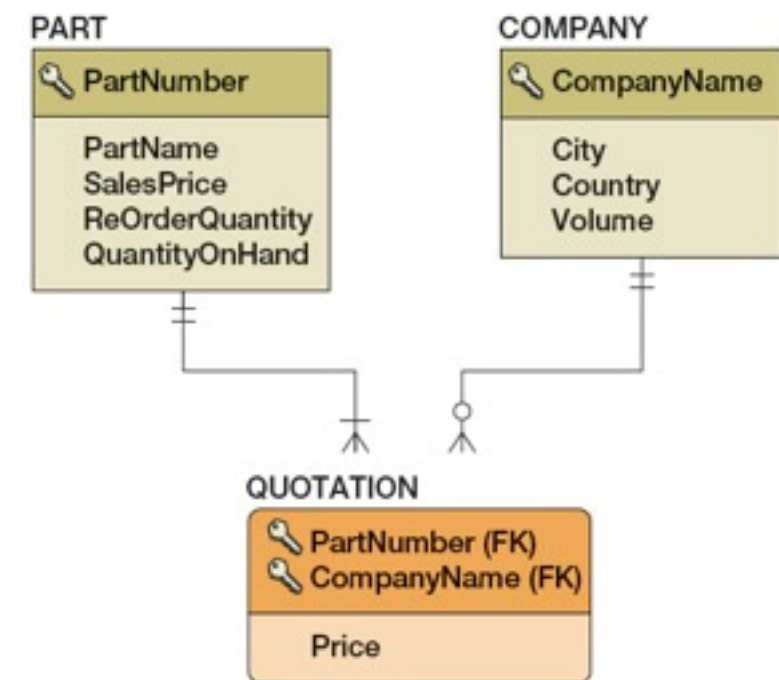 PART
PartNumber
PartName
SalesPrice
ReOrderQuantity
QuantityOnHand
COMPANY
CompanyName
City
Country
Volume
QUOTATION
PartNumber (FK)
CompanyName (FK)
Price